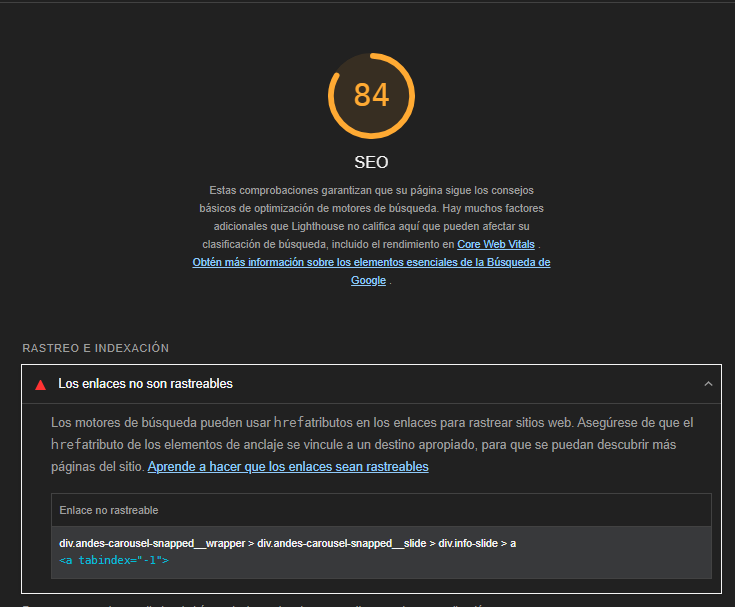 84
SEO
Estas comprobaciones garantizan que su página sigue los consejos
básicos de optimización de motores de búsqueda. Hay muchos factores
adicionales que Lighthouse no califica aquí que pueden afectar su
clasificación de búsqueda, incluido el rendimiento en Core Web Vitals .
Obtén más información sobre los elementos esenciales de la Búsqueda de
Google .
RASTREO E INDEXACIÓN
Los enlaces no son rastreables
Los motores de búsqueda pueden usar hrefatributos en los enlaces para rastrear sitios web. Asegúrese de que el
hrefatributo de los elementos de anclaje se vincule a un destino apropiado, para que se puedan descubrir más
páginas del sitio. Aprende a hacer que los enlaces sean rastreables
Enlace no rastreable
div.andes-carousel-snapped__wrapper > div.andes-carousel-snapped__slide > div.info-slide > a
<a tabindex="-1">